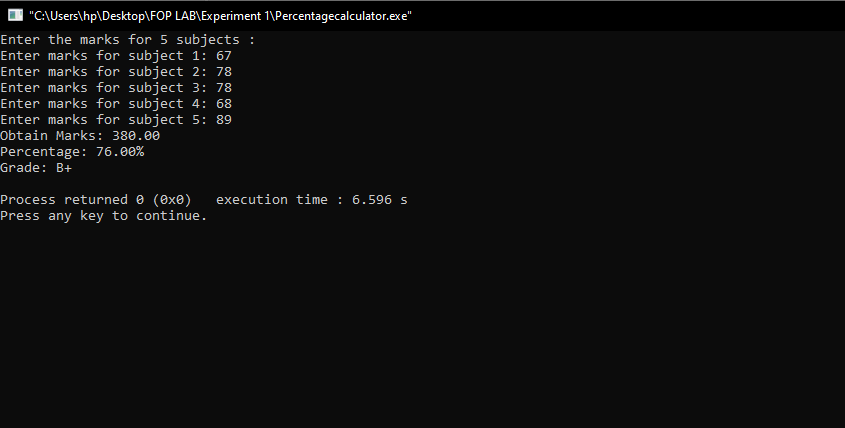 "C:\Users\hp\Desktop\FOP LAB\Experiment 1\Percentagecalculator.exe"
Enter the marks for 5 subjects :
Enter marks for subject 1: 67
Enter marks for subject 2: 78
Enter marks for subject 3: 78
Enter marks for subject 4: 68
Enter marks for subject 5: 89
Obtain Marks: 380.00
Percentage: 76.00%
Grade: B+
Process returned 0 (0x0)   execution time : 6.596 s
Press any key to continue.